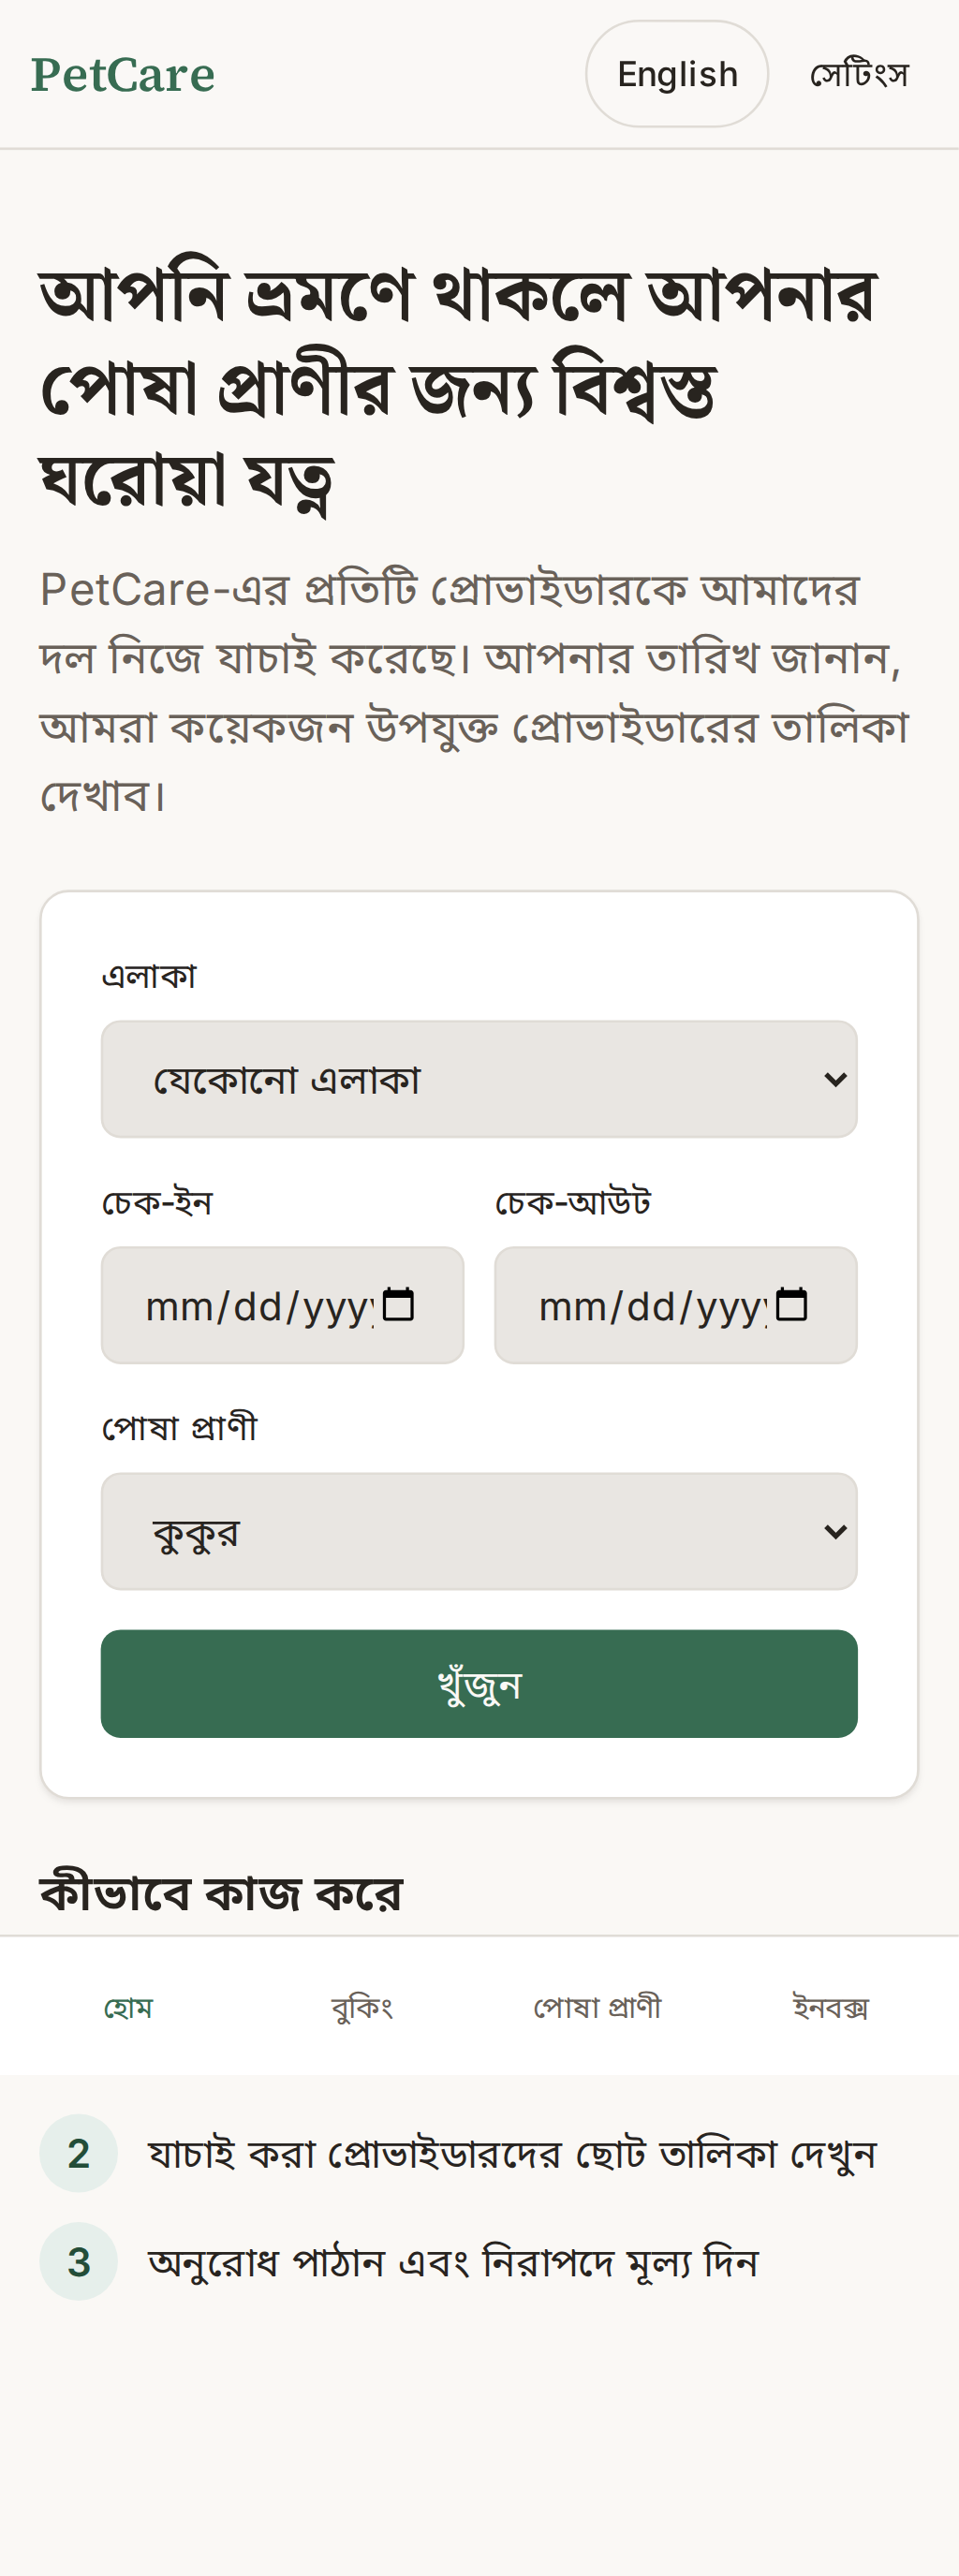 PetCare
English
সেটিংস
আপনি ভ্রমণে থাকলে আপনার
পোষা প্রাণীর জন্য বিশ্বস্ত
ঘরোয়া যত্ন
PetCare-এর প্রতিটি প্রোভাইডারকে আমাদের
দল নিজে যাচাই করেছে। আপনার তারিখ জানান,
আমরা কয়েকজন উপযুক্ত প্রোভাইডারের তালিকা
দেখাব।
এলাকা
যেকোনো এলাকা
চেক-ইন
চেক-আউট
mm/dd/yyyy
mm/dd/yyyy
পোষা প্রাণী
কুকুর
খুঁজুন
কীভাবে কাজ করে
হোম
বুকিং
পোষা প্রাণী
ইনবক্স
2 যাচাই করা প্রোভাইডারদের ছোট তালিকা দেখুন
3 অনুরোধ পাঠান এবং নিরাপদে মূল্য দিন